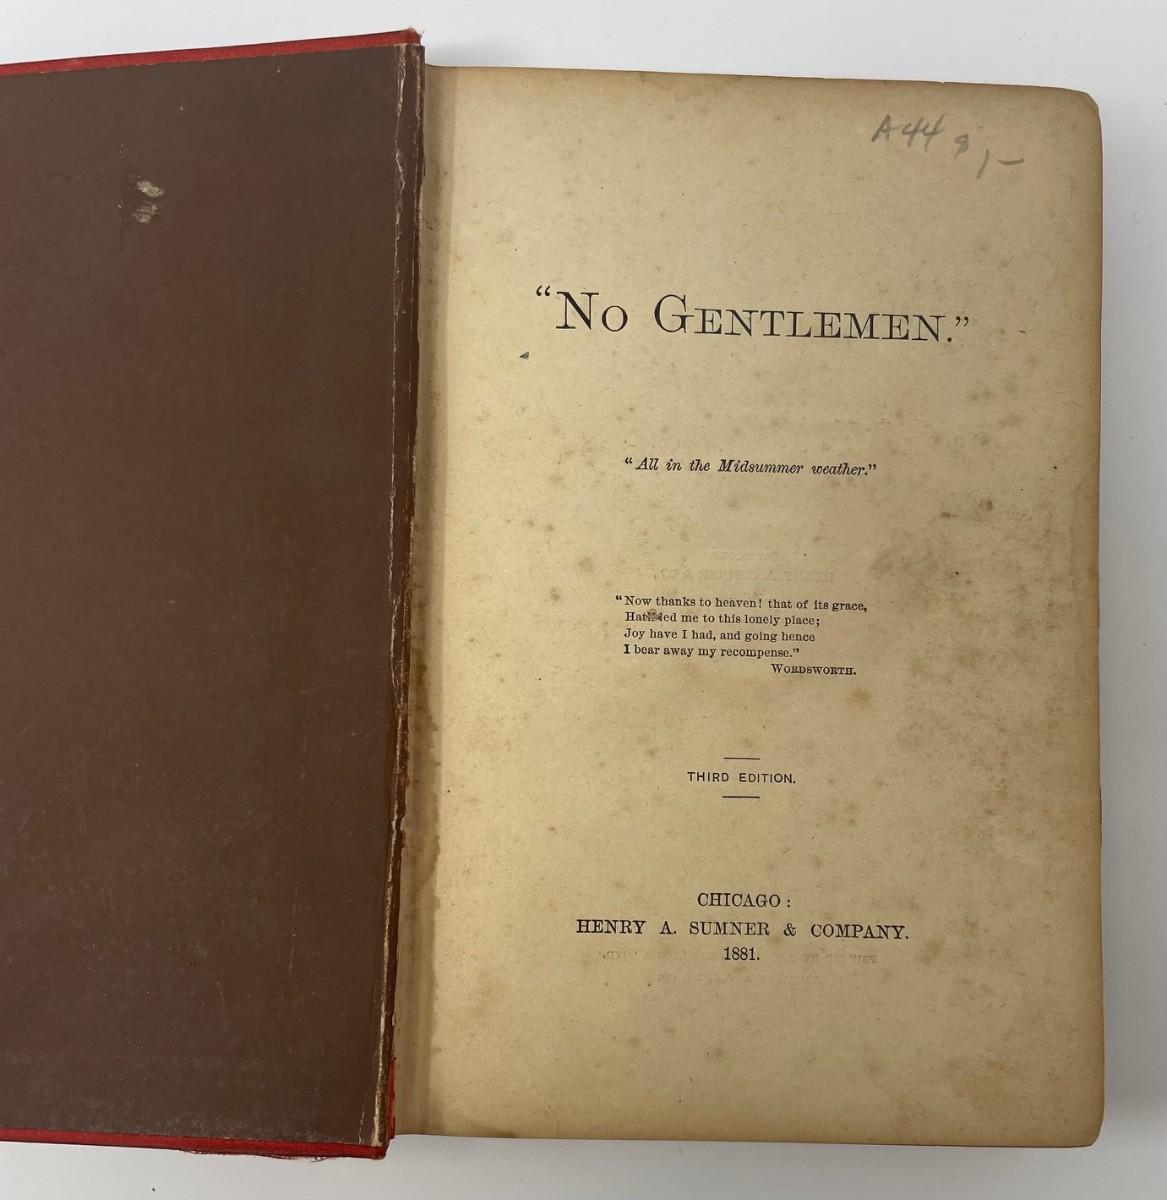 A44 8,–
“No Gentlemen.”
“All in the Midsummer weather.”
“Now thanks to heaven! that of its grace,
Hath led me to this lonely place;
Joy have I had, and going hence
I bear away my recompense.”
Wordsworth.
THIRD EDITION.
CHICAGO:
HENRY A. SUMNER & COMPANY.
1881.